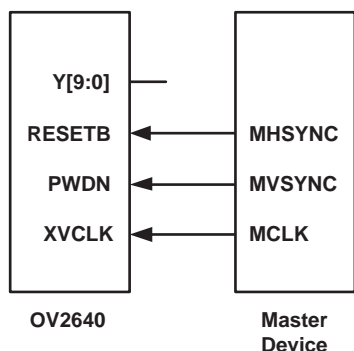 Y[9:0]
RESETB MHSYNC
PWDN MVSYNC
XVCLK MCLK
OV2640 Master
Device